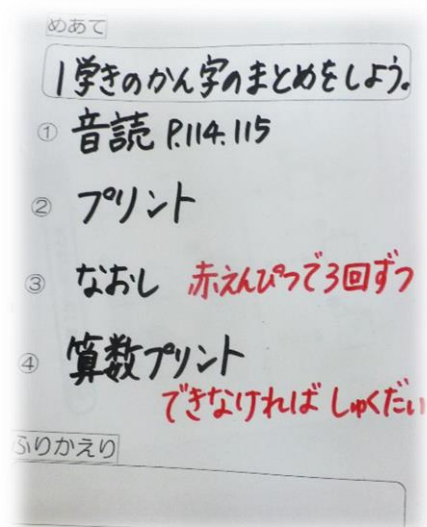 めあて
1学きのかん字のまとめをしよう。
① 音読 P.114.115
② プリント
③ なおし 赤えんぴつで3回ずつ
④ 算数プリント
できなければ しゅくだい
ふりかえり